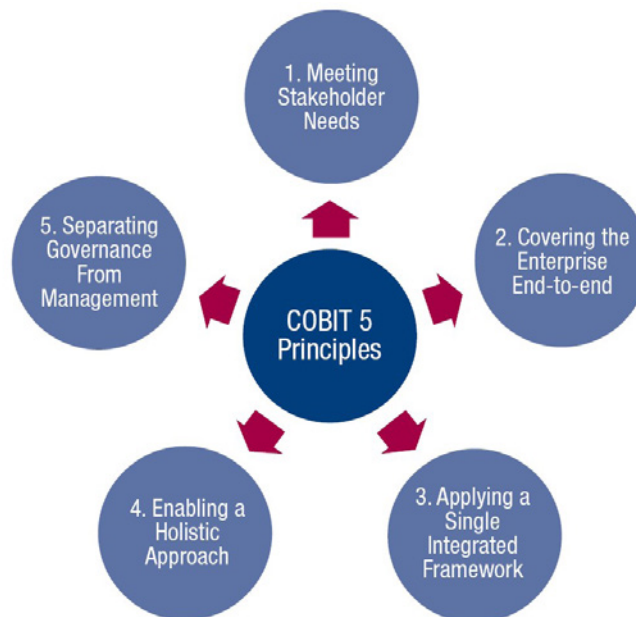 1. Meeting
Stakeholder
Needs
5. Separating
Governance
From
Management
2. Covering the
Enterprise
End-to-end
COBIT 5
Principles
4. Enabling a
Holistic
Approach
3. Applying a
Single
Integrated
Framework